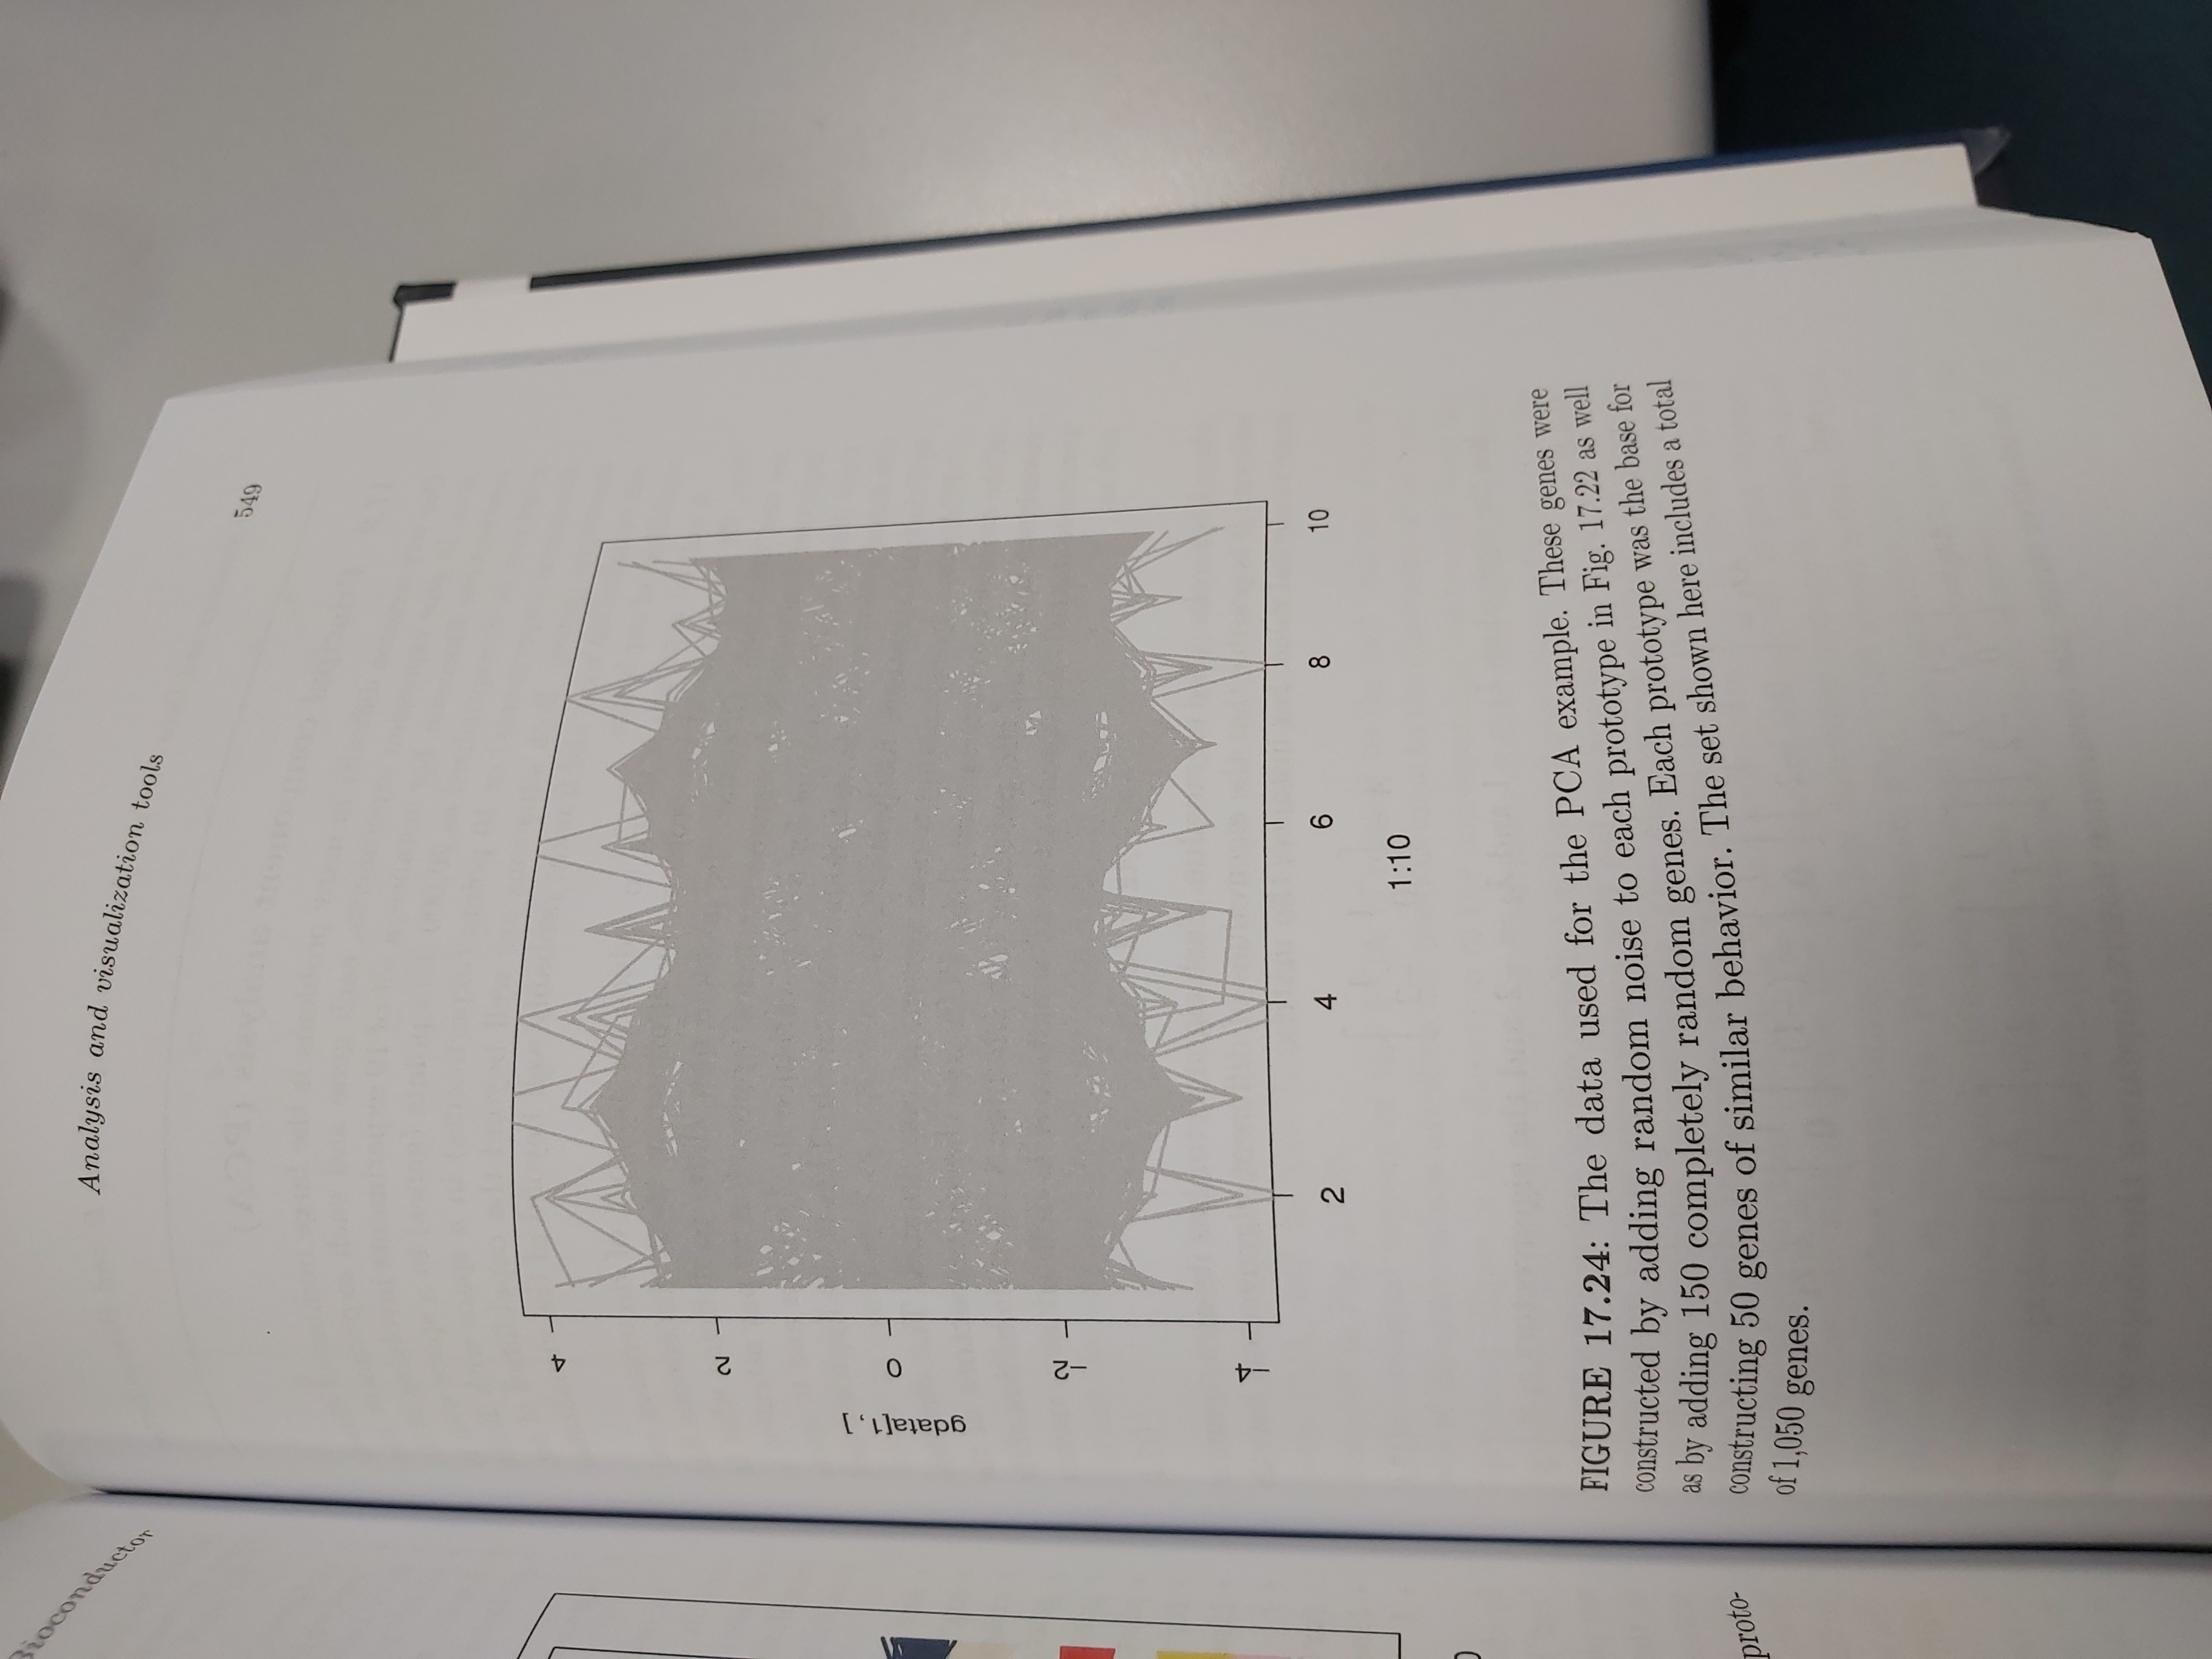 Bioconductor
Analysis and visualization tools
549
4
2
0
−2
−4
gdata[1, ]
2
4
6
8
10
1:10
FIGURE 17.24: The data used for the PCA example. These genes were
constructed by adding random noise to each prototype in Fig. 17.22 as well
as by adding 150 completely random genes. Each prototype was the base for
constructing 50 genes of similar behavior. The set shown here includes a total
of 1,050 genes.
proto-